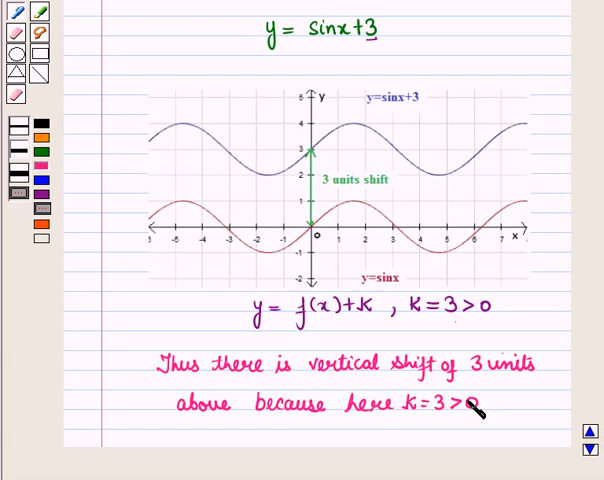 y = sinx+3
5 y y=sinx+3
4
3
2 3 units shift
1
-5 -4 -3 -2 -1 O 1 2 3 4 5 6 7 x
-1
-2 y=sinx
y = f(x)+k , k=3>0
Thus there is vertical shift of 3 units
above because here k=3>0